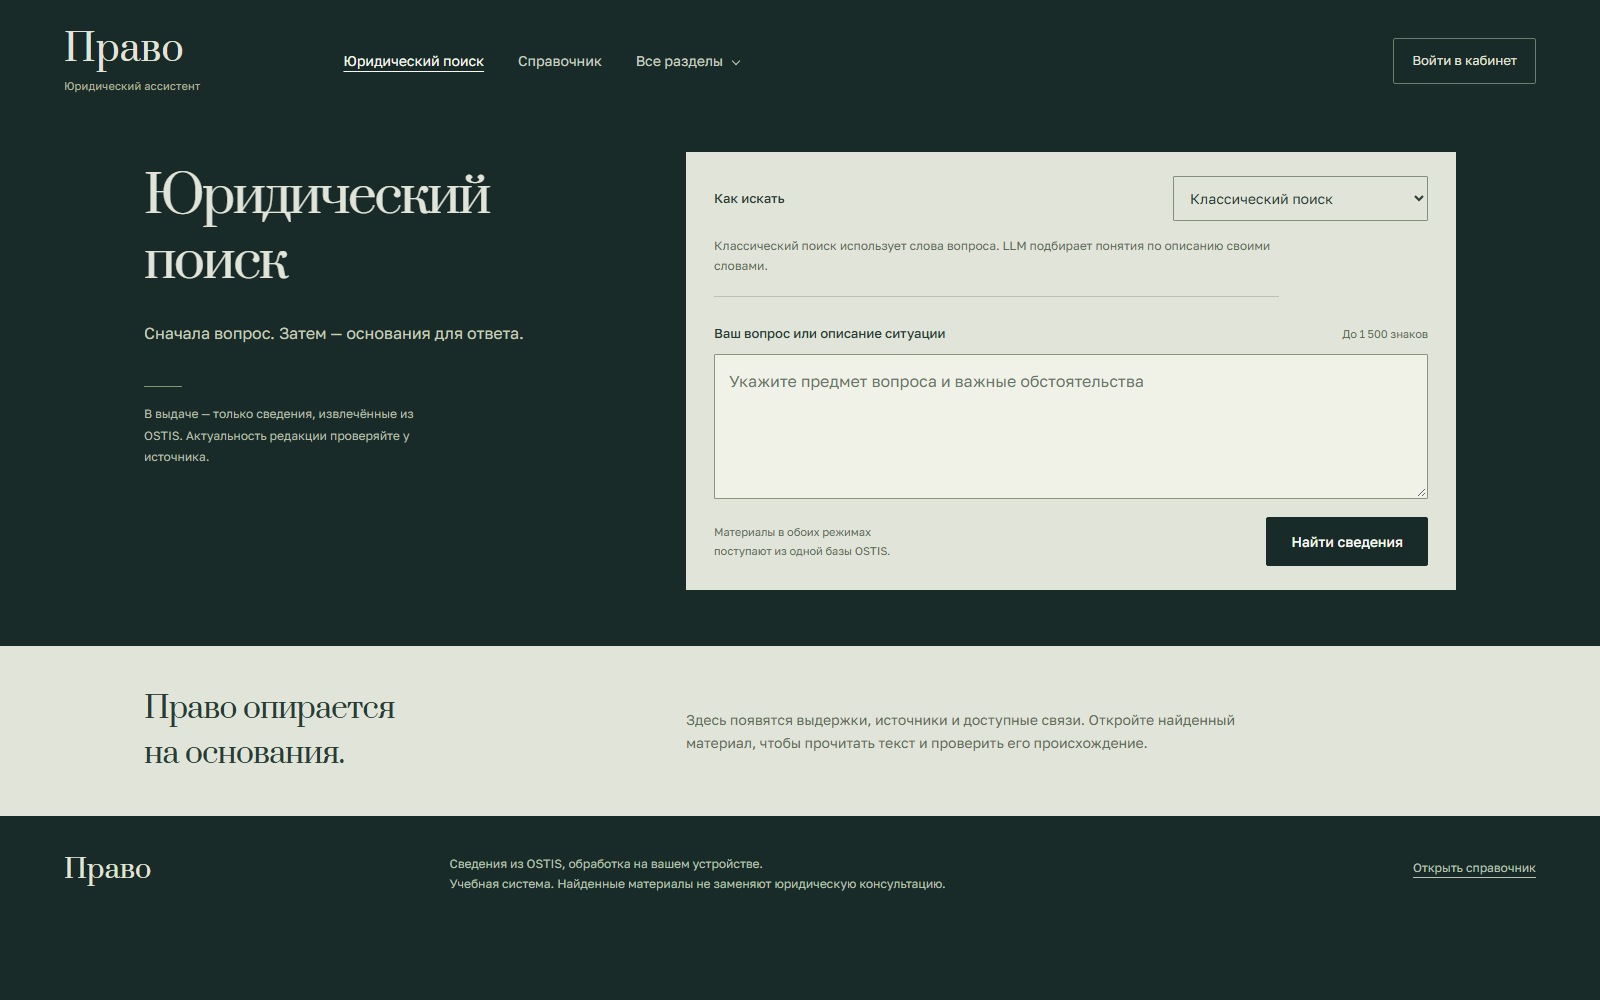 Право
Юридический ассистент
Юридический поиск
Справочник
Все разделы
Войти в кабинет
Юридический
поиск
Сначала вопрос. Затем — основания для ответа.
В выдаче — только сведения, извлечённые из
OSTIS. Актуальность редакции проверяйте у
источника.
Как искать
Классический поиск
Классический поиск использует слова вопроса. LLM подбирает понятия по описанию своими
словами.
Ваш вопрос или описание ситуации
До 1 500 знаков
Укажите предмет вопроса и важные обстоятельства
Материалы в обоих режимах
поступают из одной базы OSTIS.
Найти сведения
Право опирается
на основания.
Здесь появятся выдержки, источники и доступные связи. Откройте найденный
материал, чтобы прочитать текст и проверить его происхождение.
Право
Сведения из OSTIS, обработка на вашем устройстве.
Учебная система. Найденные материалы не заменяют юридическую консультацию.
Открыть справочник